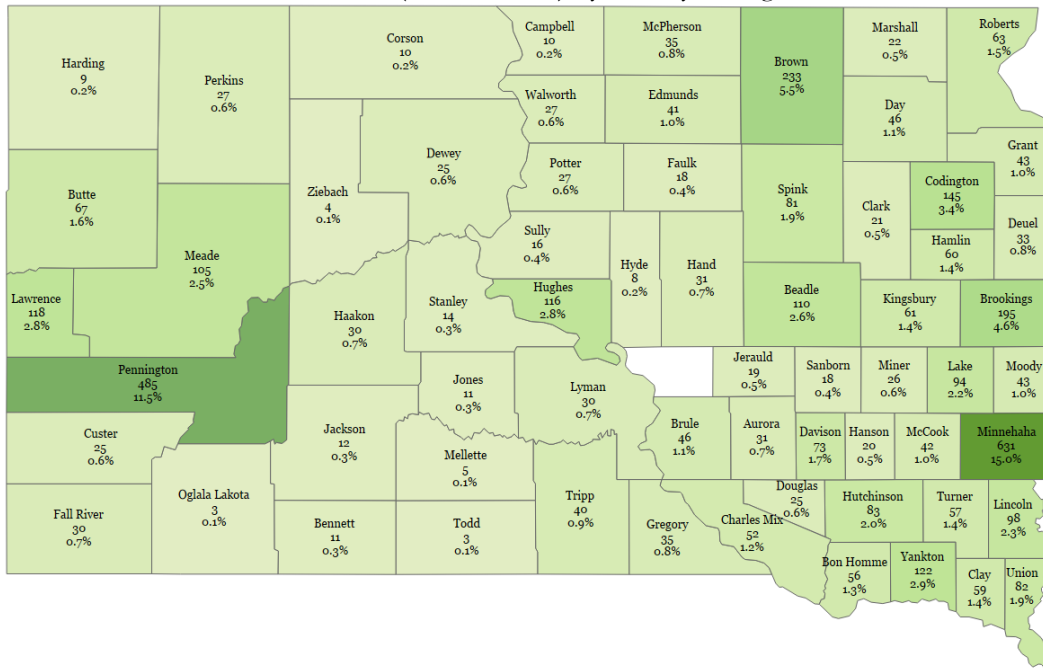 Harding
9
0.2%
Perkins
27
0.6%
Corson
10
0.2%
Campbell
10
0.2%
McPherson
35
0.8%
Brown
233
5.5%
Marshall
22
0.5%
Roberts
63
1.5%
Walworth
27
0.6%
Edmunds
41
1.0%
Day
46
1.1%
Grant
43
1.0%
Butte
67
1.6%
Ziebach
4
0.1%
Dewey
25
0.6%
Potter
27
0.6%
Faulk
18
0.4%
Spink
81
1.9%
Clark
21
0.5%
Codington
145
3.4%
Deuel
33
0.8%
Hamlin
60
1.4%
Meade
105
2.5%
Sully
16
0.4%
Hyde
8
0.2%
Hand
31
0.7%
Lawrence
118
2.8%
Haakon
30
0.7%
Stanley
14
0.3%
Hughes
116
2.8%
Beadle
110
2.6%
Kingsbury
61
1.4%
Brookings
195
4.6%
Pennington
485
11.5%
Jones
11
0.3%
Lyman
30
0.7%
Jerauld
19
0.5%
Sanborn
18
0.4%
Miner
26
0.6%
Lake
94
2.2%
Moody
43
1.0%
Custer
25
0.6%
Jackson
12
0.3%
Mellette
5
0.1%
Brule
46
1.1%
Aurora
31
0.7%
Davison
73
1.7%
Hanson
20
0.5%
McCook
42
1.0%
Minnehaha
631
15.0%
Fall River
30
0.7%
Oglala Lakota
3
0.1%
Bennett
11
0.3%
Todd
3
0.1%
Tripp
40
0.9%
Gregory
35
0.8%
Charles Mix
52
1.2%
Douglas
25
0.6%
Hutchinson
83
2.0%
Turner
57
1.4%
Lincoln
98
2.3%
Bon Homme
56
1.3%
Yankton
122
2.9%
Clay
59
1.4%
Union
82
1.9%